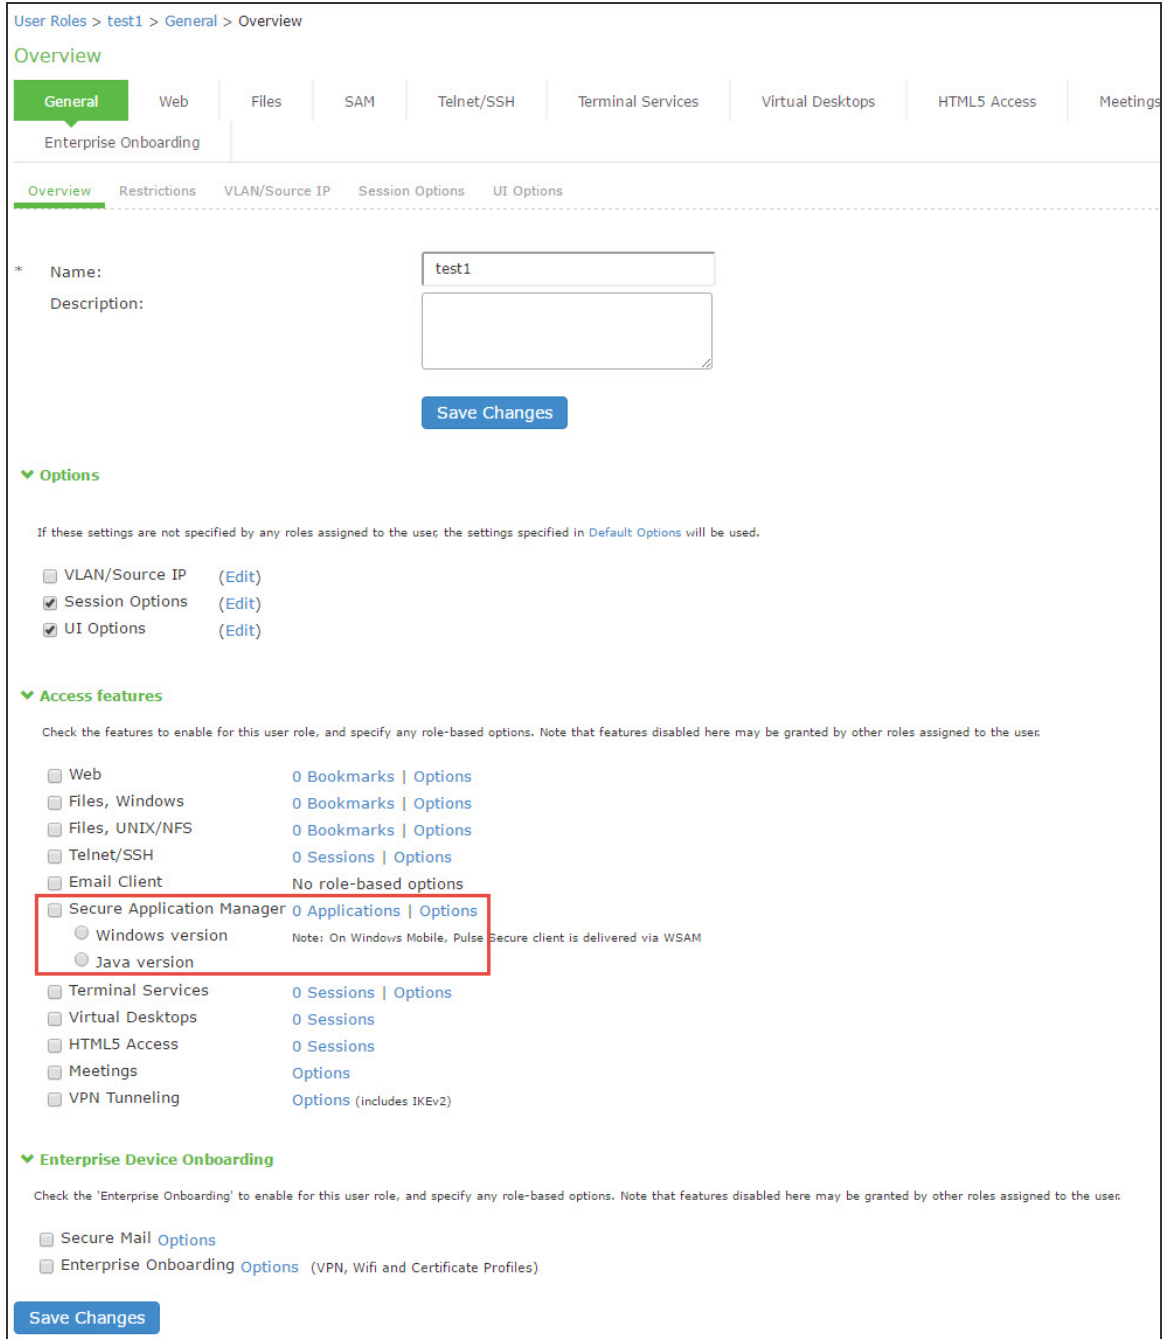 User Roles > test1 > General > Overview
Overview
General Web Files SAM Telnet/SSH Terminal Services Virtual Desktops HTML5 Access Meetings
Enterprise Onboarding
Overview Restrictions VLAN/Source IP Session Options UI Options
* Name: test1
Description:
Save Changes
Options
If these settings are not specified by any roles assigned to the user, the settings specified in Default Options will be used.
VLAN/Source IP (Edit)
Session Options (Edit)
UI Options (Edit)
Access features
Check the features to enable for this user role, and specify any role-based options. Note that features disabled here may be granted by other roles assigned to the user.
Web 0 Bookmarks | Options
Files, Windows 0 Bookmarks | Options
Files, UNIX/NFS 0 Bookmarks | Options
Telnet/SSH 0 Sessions | Options
Email Client No role-based options
Secure Application Manager 0 Applications | Options
Windows version Note: On Windows Mobile, Pulse Secure client is delivered via WSAM
Java version
Terminal Services 0 Sessions | Options
Virtual Desktops 0 Sessions
HTML5 Access 0 Sessions
Meetings Options
VPN Tunneling Options (includes IKEv2)
Enterprise Device Onboarding
Check the 'Enterprise Onboarding' to enable for this user role, and specify any role-based options. Note that features disabled here may be granted by other roles assigned to the user.
Secure Mail Options
Enterprise Onboarding Options (VPN, Wifi and Certificate Profiles)
Save Changes